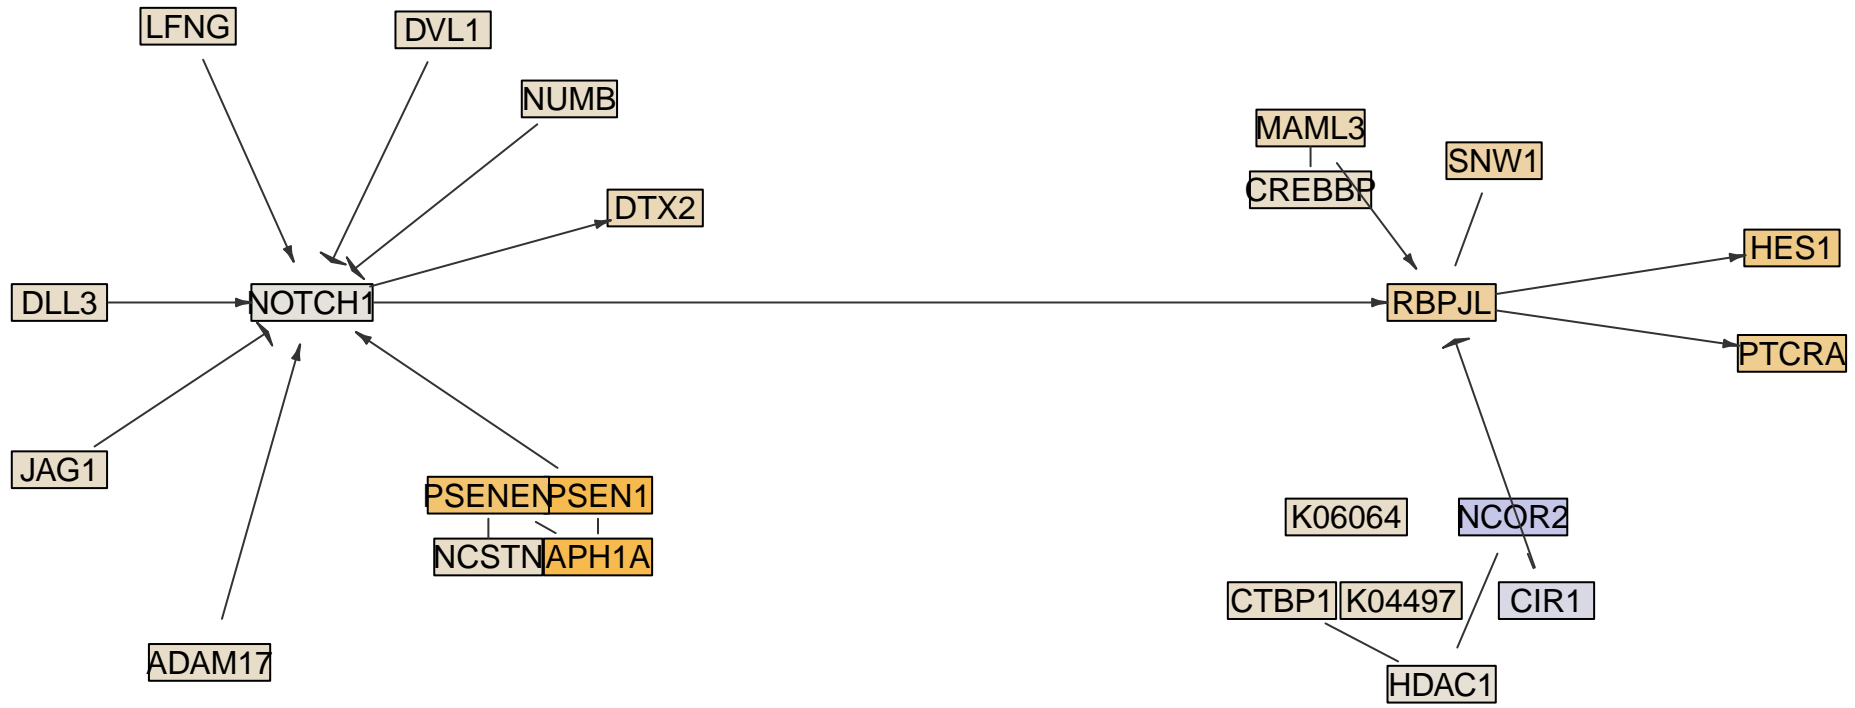 LFNG
DVL1
NUMB
MAML3
SNW1
CREBBP
DTX2
HES1
DLL3
NOTCH1
RBPJL
PTCRA
JAG1
PSENEN
PSEN1
K06064
NCOR2
NCSTN
APH1A
CTBP1
K04497
CIR1
ADAM17
HDAC1